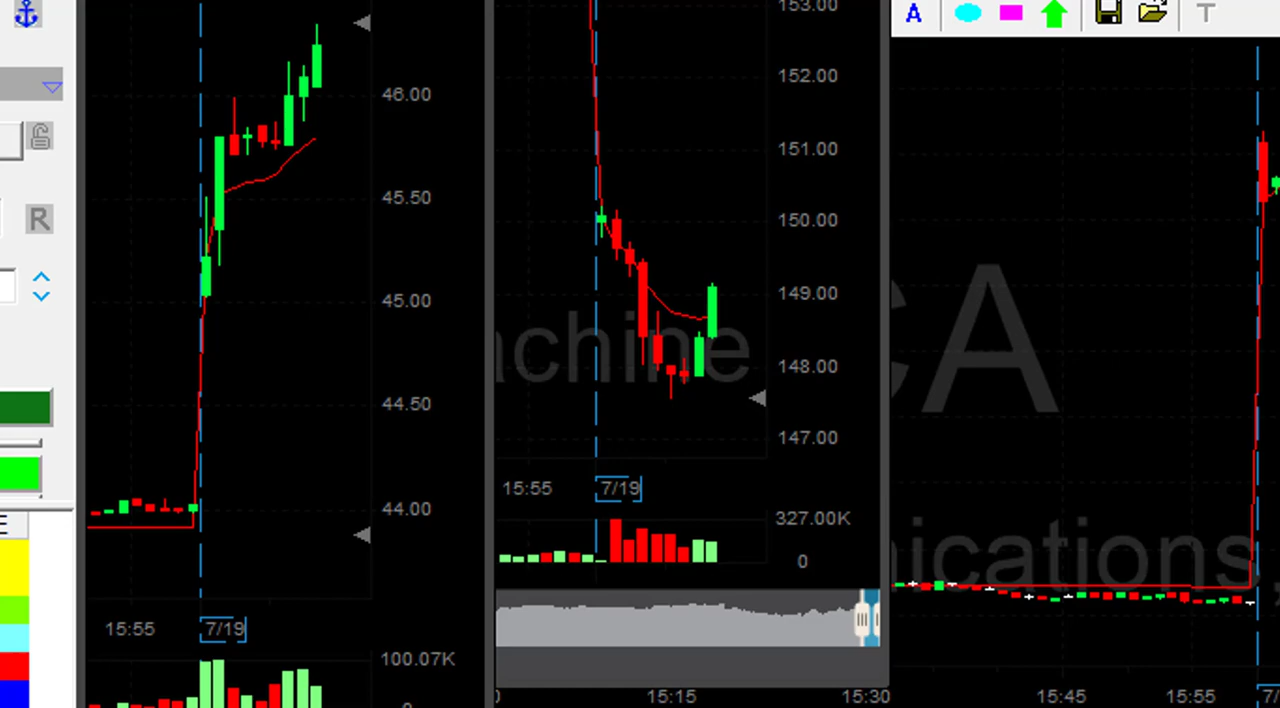 A
T
R
E
46.00
45.50
45.00
44.50
44.00
15:55
7/19
100.07K
0
153.00
152.00
151.00
150.00
149.00
148.00
147.00
achine
15:55
7/19
327.00K
0
15:15
15:30
CA
ications
15:45
15:55
7/